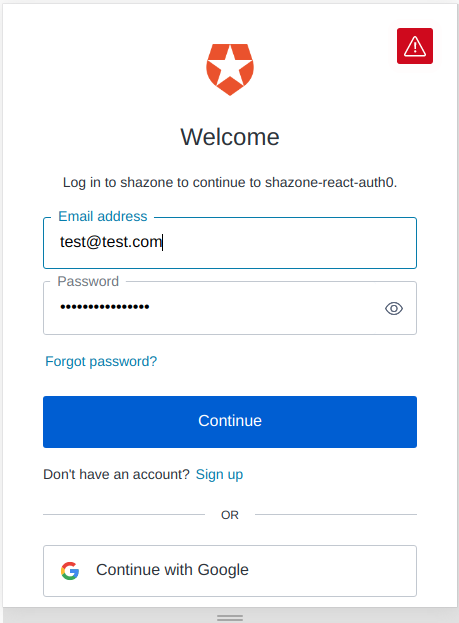 Welcome
Log in to shazone to continue to shazone-react-auth0.
Email address
test@test.com
Password
••••••••••••••••
Forgot password?
Continue
Don't have an account? Sign up
OR
Continue with Google